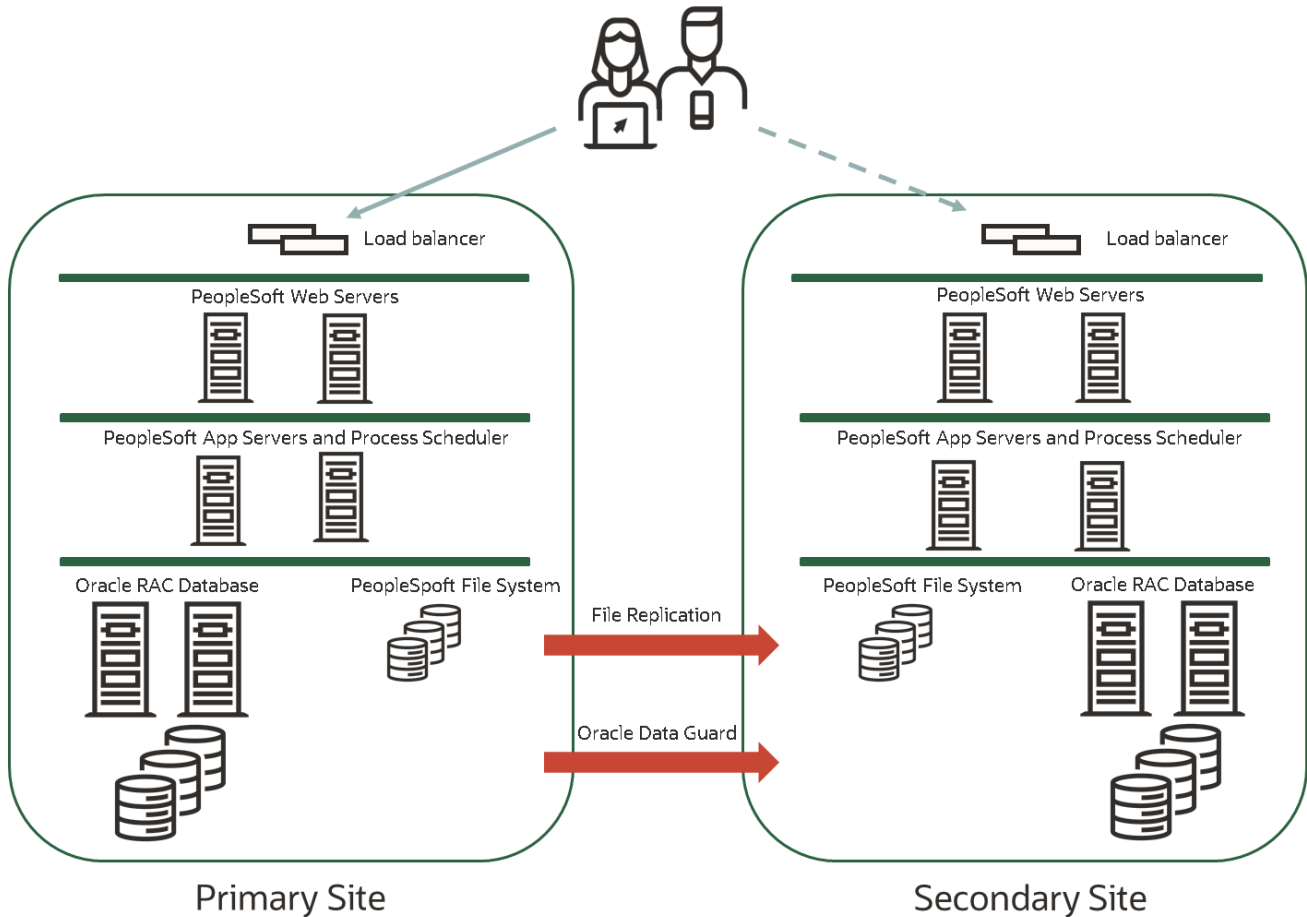 Load balancer
PeopleSoft Web Servers
PeopleSoft App Servers and Process Scheduler
Oracle RAC Database
PeopleSpoft File System
File Replication
Oracle Data Guard
Primary Site
Load balancer
PeopleSoft Web Servers
PeopleSoft App Servers and Process Scheduler
PeopleSoft File System
Oracle RAC Database
Secondary Site